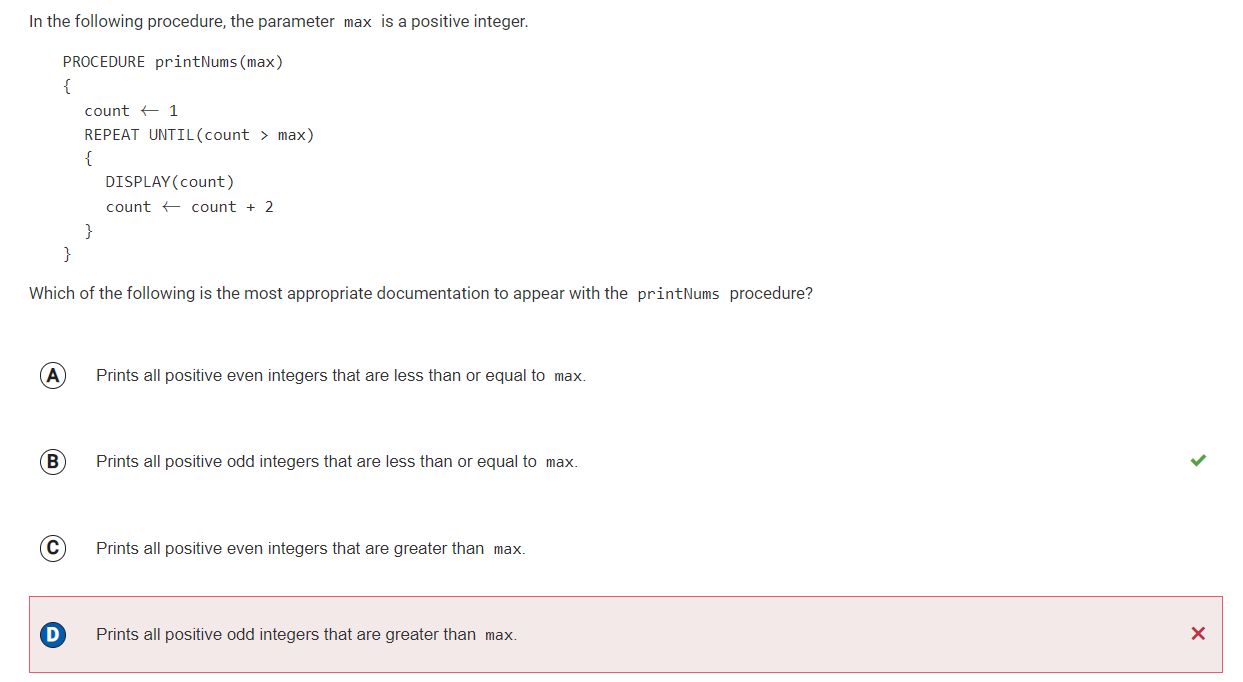 In the following procedure, the parameter max is a positive integer.
PROCEDURE printNums(max)
{
count ← 1
REPEAT UNTIL(count > max)
{
DISPLAY(count)
count ← count + 2
}
}
Which of the following is the most appropriate documentation to appear with the printNums procedure?
A Prints all positive even integers that are less than or equal to max.
B Prints all positive odd integers that are less than or equal to max.
C Prints all positive even integers that are greater than max.
D Prints all positive odd integers that are greater than max.